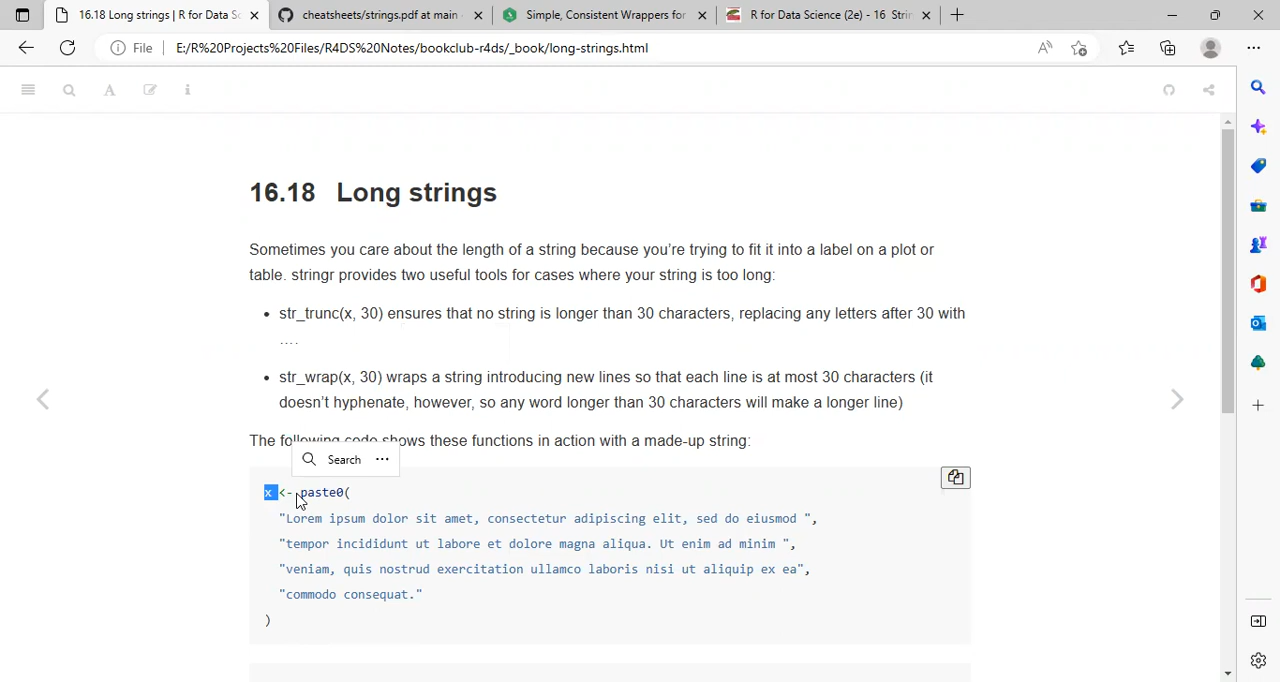 16.18 Long strings | R for Data Sc
cheatsheets/strings.pdf at main ·
Simple, Consistent Wrappers for
R for Data Science (2e) - 16 Strin
File
E:/R%20Projects%20Files/R4DS%20Notes/bookclub-r4ds/_book/long-strings.html
16.18 Long strings
Sometimes you care about the length of a string because you're trying to fit it into a label on a plot or
table. stringr provides two useful tools for cases where your string is too long:
• str_trunc(x, 30) ensures that no string is longer than 30 characters, replacing any letters after 30 with
….
• str_wrap(x, 30) wraps a string introducing new lines so that each line is at most 30 characters (it
doesn't hyphenate, however, so any word longer than 30 characters will make a longer line)
The following code shows these functions in action with a made-up string:
Search ···
x <- paste0(
"Lorem ipsum dolor sit amet, consectetur adipiscing elit, sed do eiusmod ",
"tempor incididunt ut labore et dolore magna aliqua. Ut enim ad minim ",
"veniam, quis nostrud exercitation ullamco laboris nisi ut aliquip ex ea",
"commodo consequat."
)